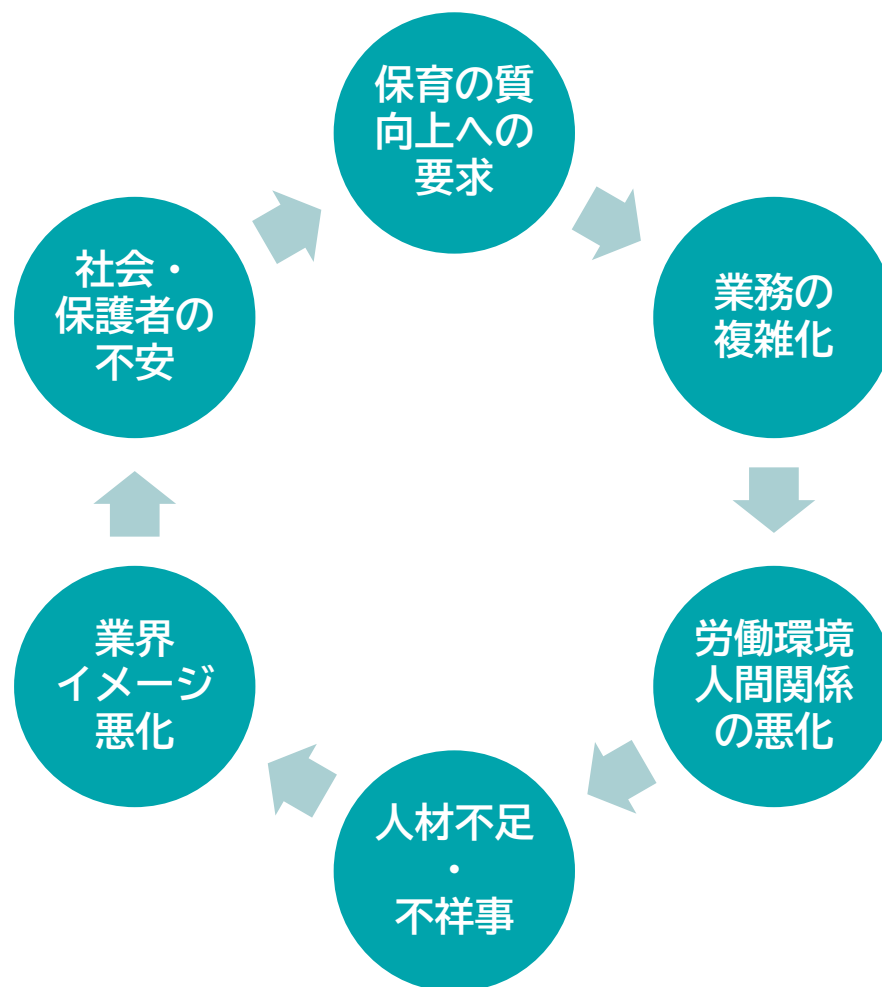 保育の質
向上への
要求
業務の
複雑化
労働環境
人間関係
の悪化
人材不足
・
不祥事
業界
イメージ
悪化
社会・
保護者の
不安